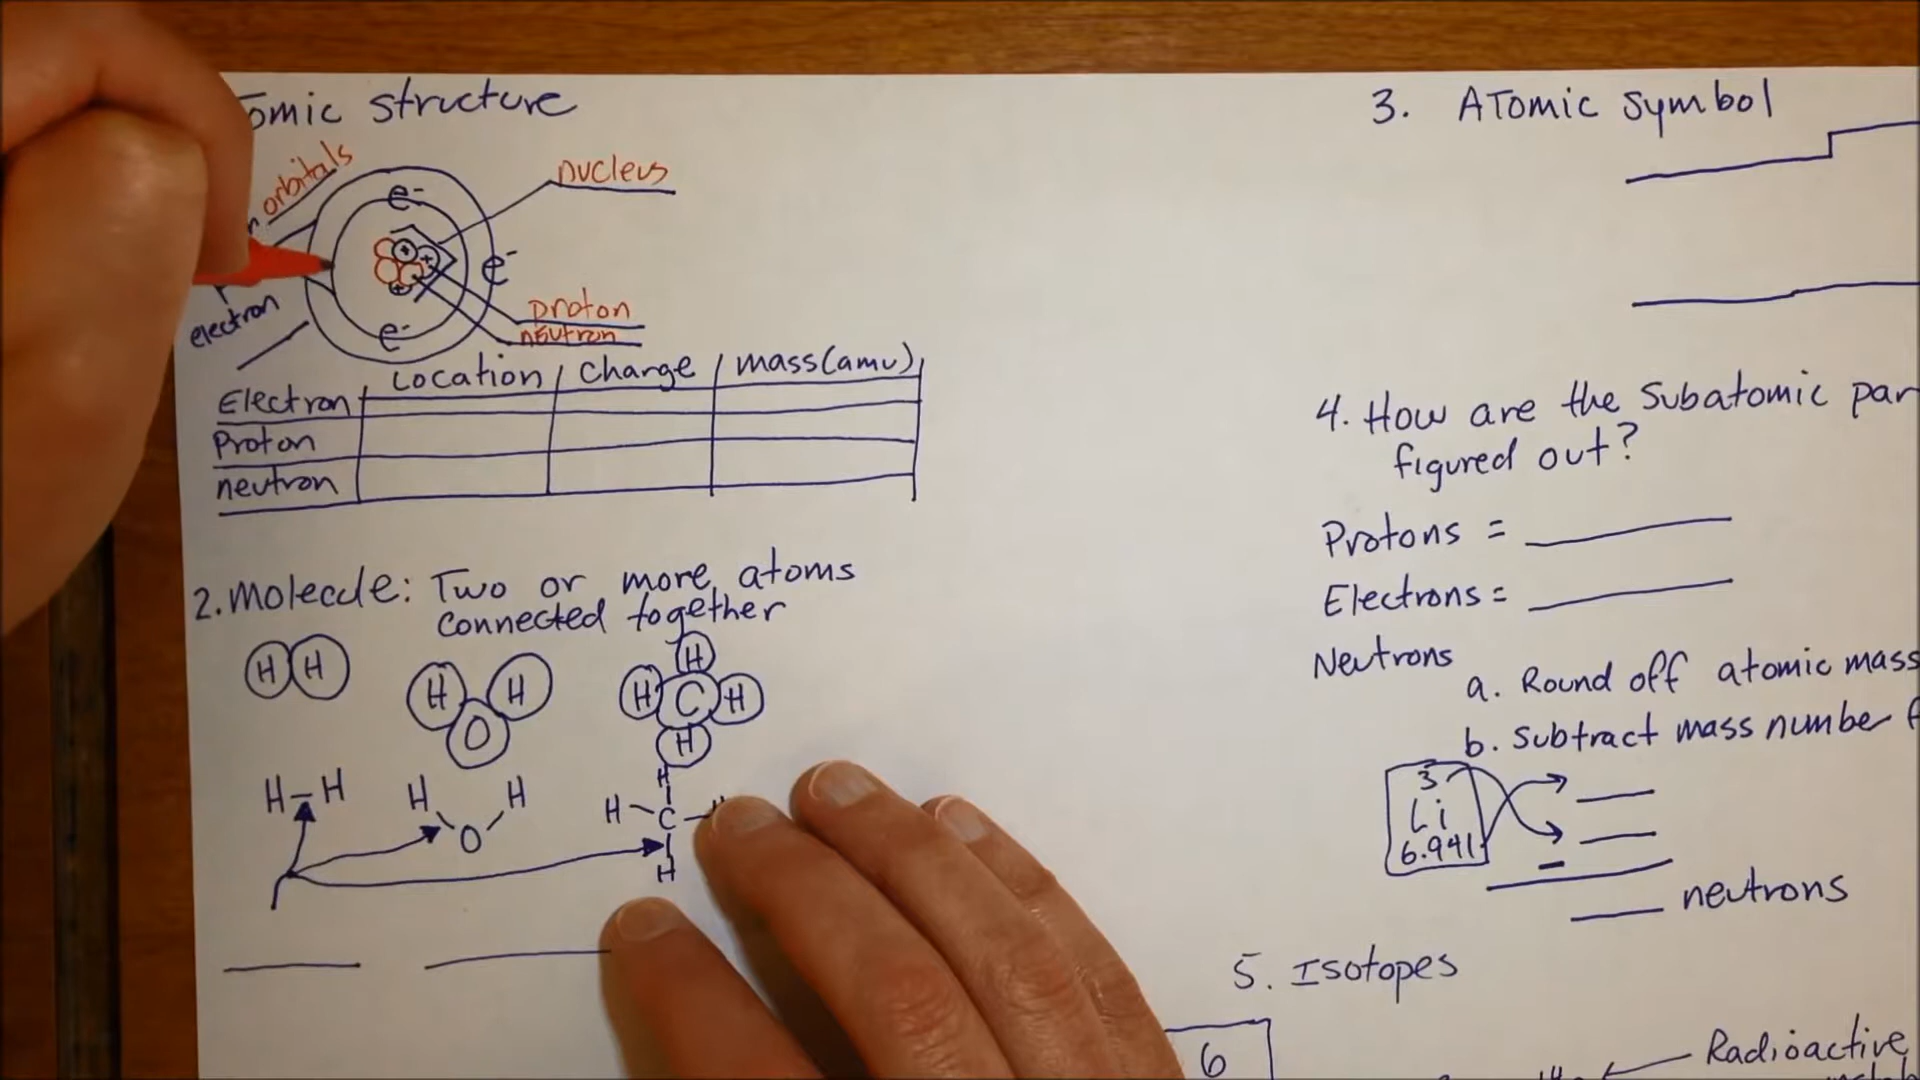 tomic structure
orbitals
nucleus
e-
e-
e-
+
+
+
proton
neutron
electron
Location Change mass(amu)
Electron
Proton
neutron
2. Molecule: Two or more atoms
connected together
H H
H H
O
H
H C H
H
H-H
H H
O
H
H-C-
H
3. Atomic symbol
4. How are the Subatomic par
figured out?
Protons =
Electrons =
Neutrons
a. Round off atomic mass
b. Subtract mass number f
3
Li
6.941
-
neutrons
5. Isotopes
6
Radioactive